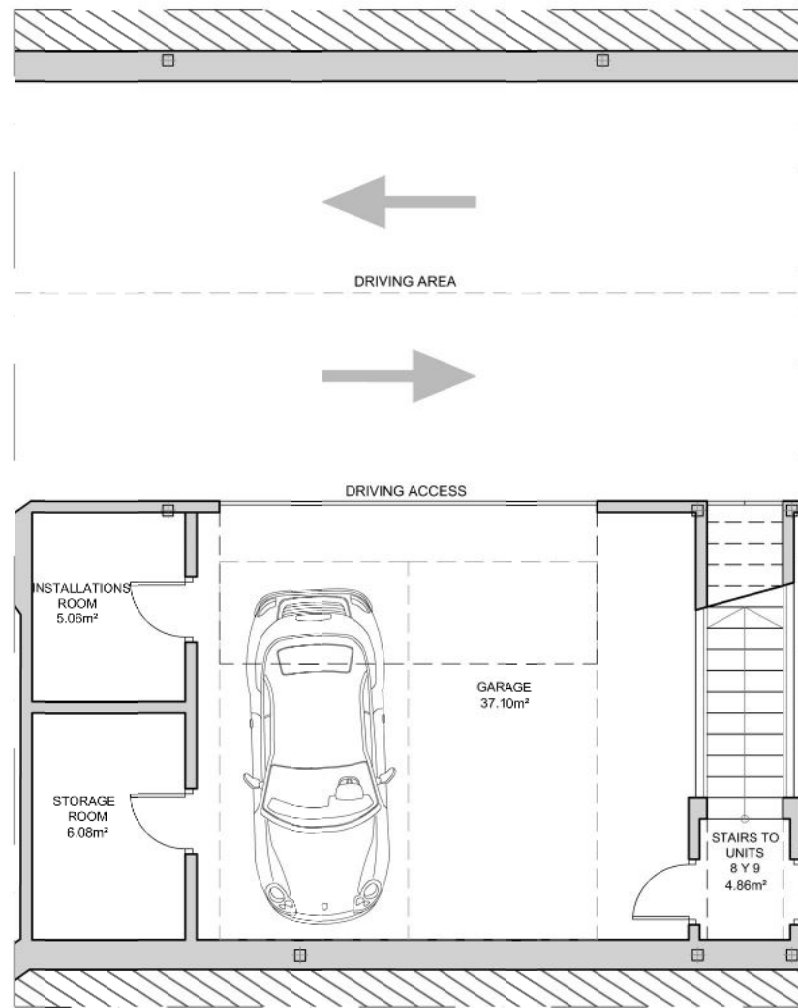 DRIVING AREA
DRIVING ACCESS
INSTALLATIONS
ROOM
5.06m²
GARAGE
37.10m²
STORAGE
ROOM
6.08m²
STAIRS TO
UNITS
8 Y 9
4.86m²